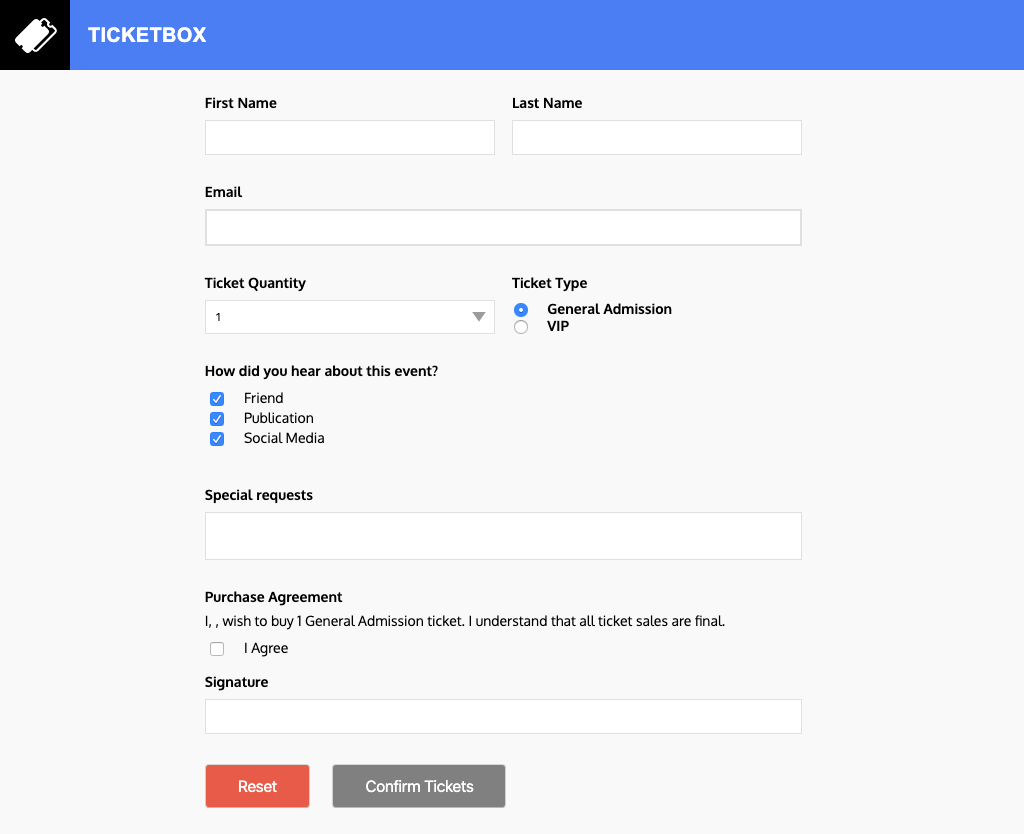 TICKETBOX
First Name
Last Name
Email
Ticket Quantity
Ticket Type
1
General Admission
VIP
How did you hear about this event?
Friend
Publication
Social Media
Special requests
Purchase Agreement
I, , wish to buy 1 General Admission ticket. I understand that all ticket sales are final.
I Agree
Signature
Reset
Confirm Tickets